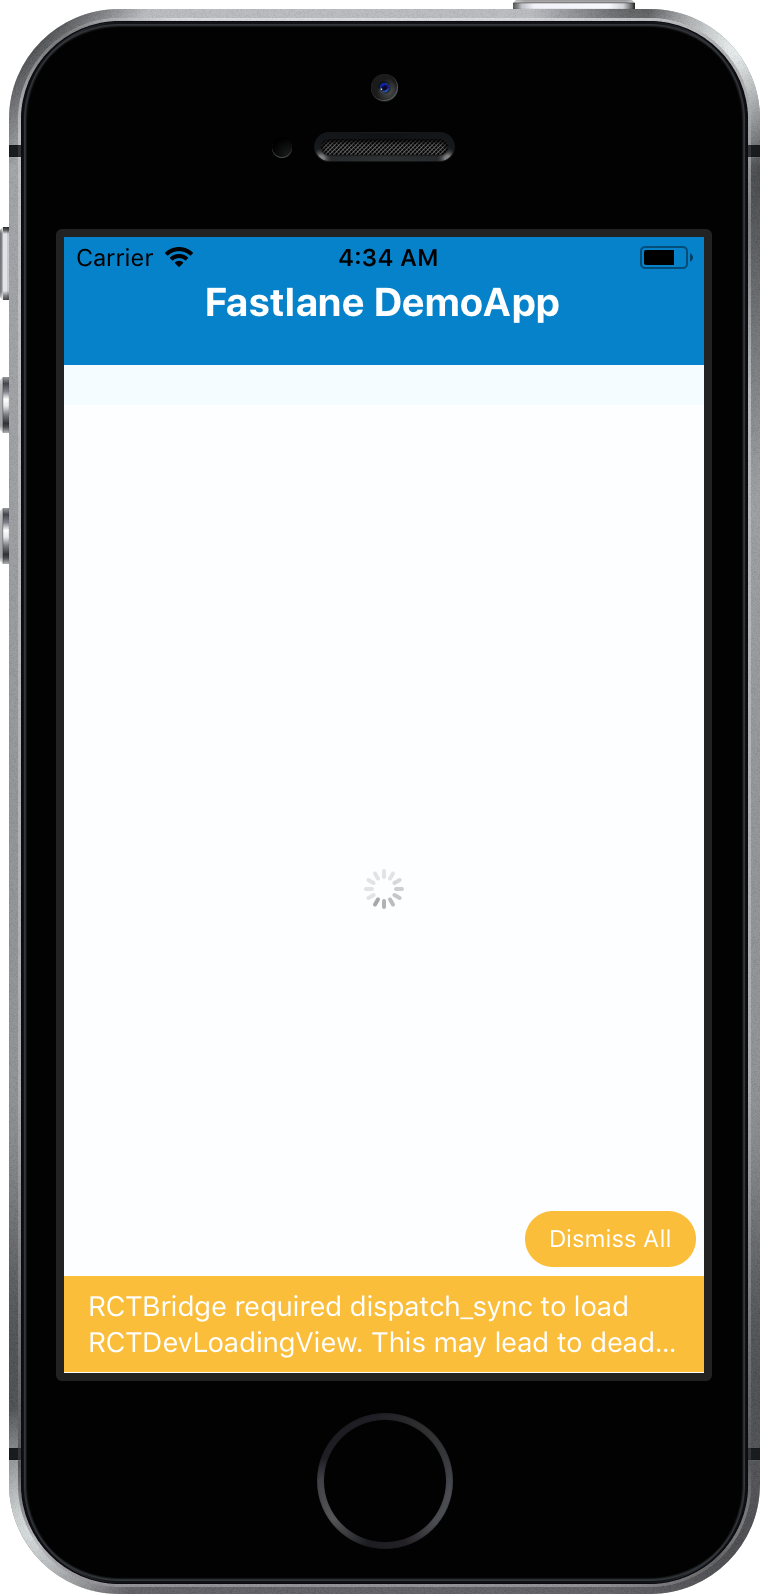 Carrier 4:34 AM
Fastlane DemoApp
Dismiss All
RCTBridge required dispatch_sync to load
RCTDevLoadingView. This may lead to dead...